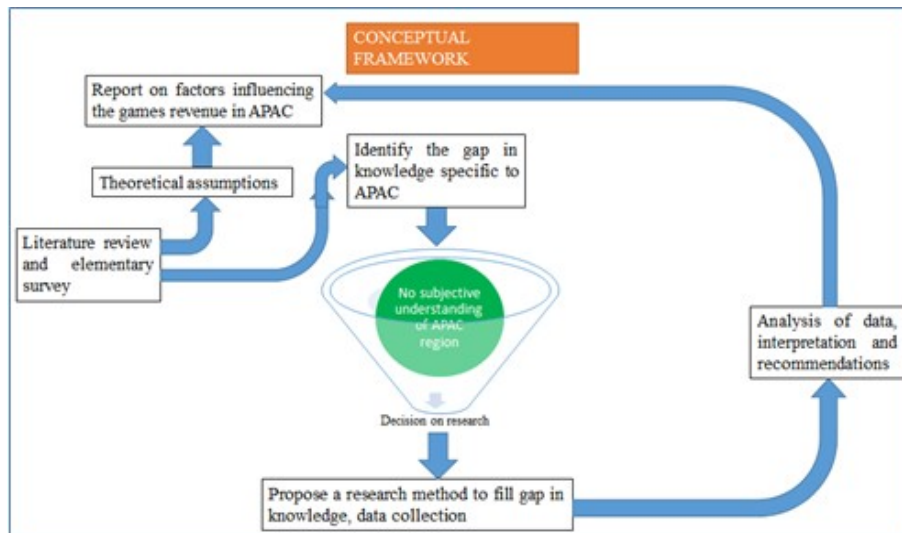 CONCEPTUAL
FRAMEWORK
Report on factors influencing
the games revenue in APAC
Identify the gap in
knowledge specific to
APAC
Theoretical assumptions
Literature review
and elementary
survey
No subjective
understanding
of APAC
region
Analysis of data,
interpretation and
recommendations
Decision on research
Propose a research method to fill gap in
knowledge, data collection